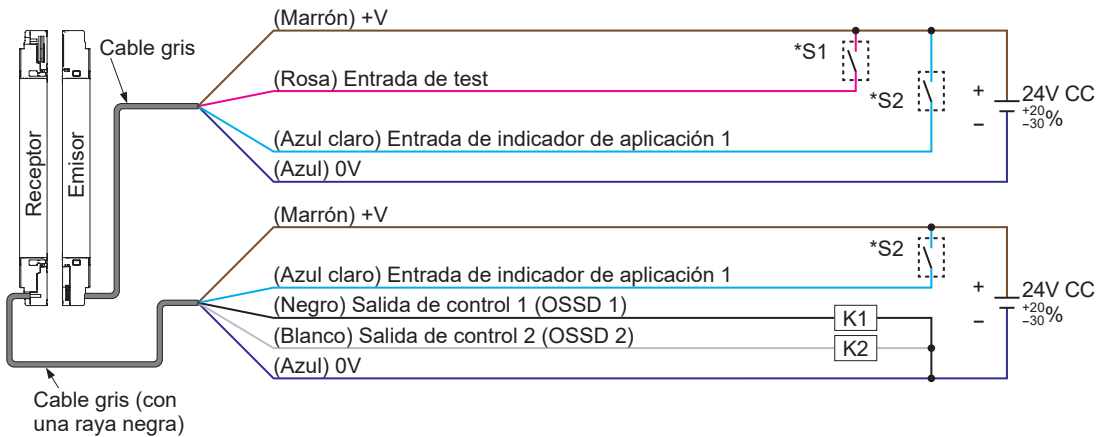 (Marrón) +V
Cable gris
*S1
(Rosa) Entrada de test
*S2
+
24V CC
+20
−30 %
−
(Azul claro) Entrada de indicador de aplicación 1
(Azul) 0V
Receptor
Emisor
(Marrón) +V
*S2
(Azul claro) Entrada de indicador de aplicación 1
+
24V CC
+20
−30 %
−
(Negro) Salida de control 1 (OSSD 1)
K1
(Blanco) Salida de control 2 (OSSD 2)
K2
(Azul) 0V
Cable gris (con
una raya negra)